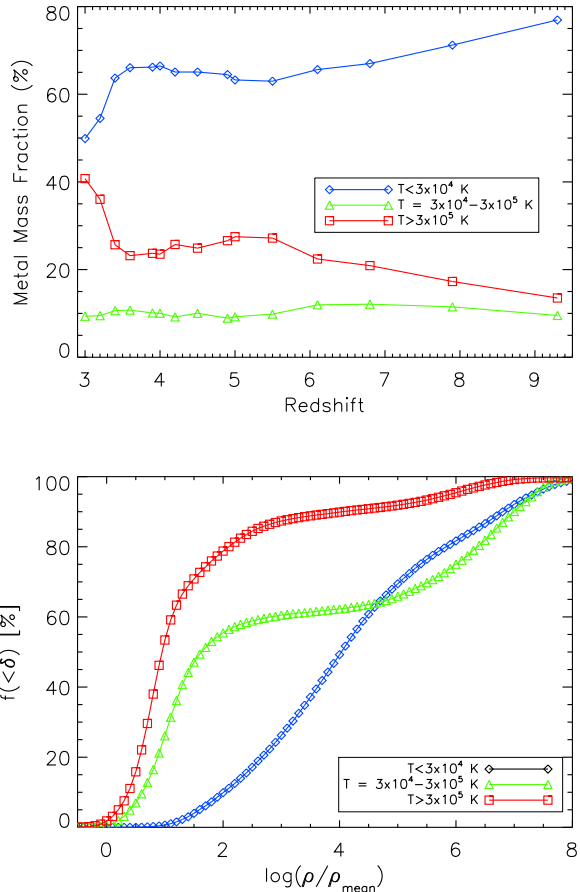 80
60
40
20
0
Metal Mass Fraction (%)
T<3x10⁴ K
T = 3x10⁴−3x10⁵ K
T>3x10⁵ K
3 4 5 6 7 8 9
Redshift
100
80
60
40
20
0
f(<δ) [%]
T<3x10⁴ K
T = 3x10⁴−3x10⁵ K
T>3x10⁵ K
0 2 4 6 8
log(ρ/ρmean)